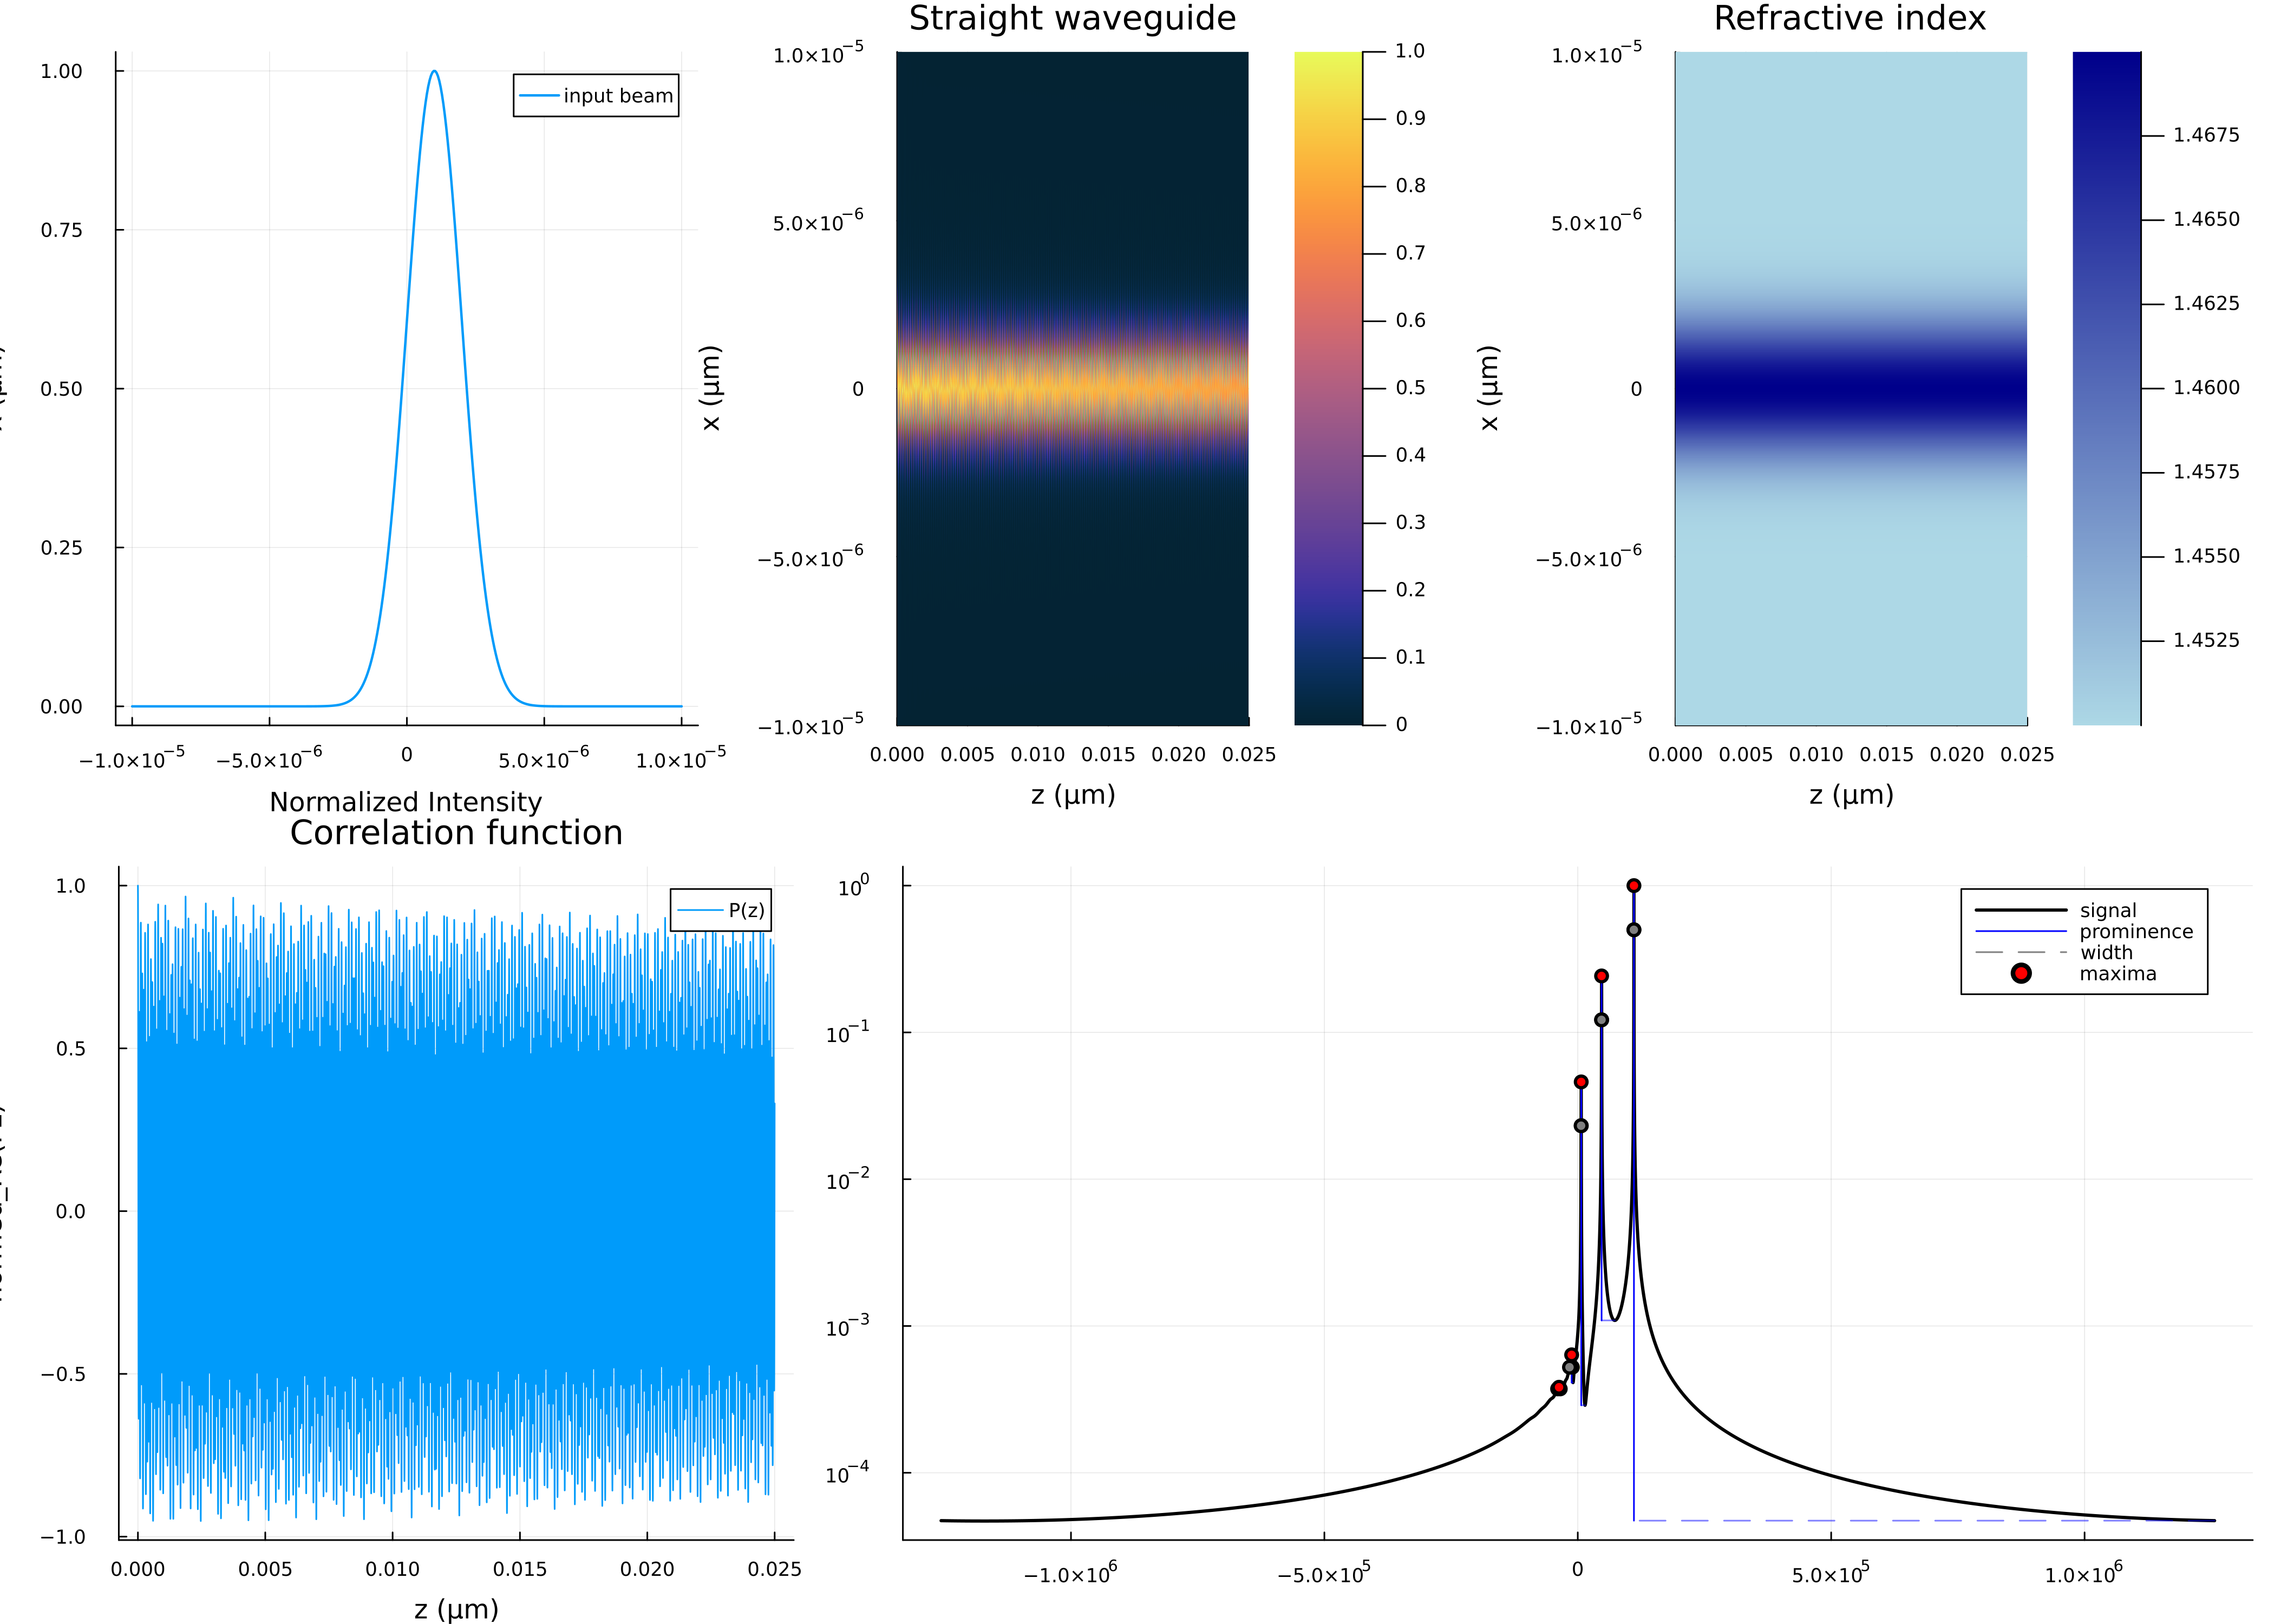 Straight waveguide
Refractive index
1.00
0.75
0.50
0.25
0.00
input beam
−1.0×10⁻⁵
−5.0×10⁻⁶
0
5.0×10⁻⁶
1.0×10⁻⁵
Normalized Intensity
x (μm)
1.0×10⁻⁵
5.0×10⁻⁶
0
−5.0×10⁻⁶
−1.0×10⁻⁵
0.000 0.005 0.010 0.015 0.020 0.025
z (μm)
1.0
0.9
0.8
0.7
0.6
0.5
0.4
0.3
0.2
0.1
0
x (μm)
1.0×10⁻⁵
5.0×10⁻⁶
0
−5.0×10⁻⁶
−1.0×10⁻⁵
0.000 0.005 0.010 0.015 0.020 0.025
z (μm)
1.4675
1.4650
1.4625
1.4600
1.4575
1.4550
1.4525
Correlation function
1.0
0.5
0.0
−0.5
−1.0
P(z)
0.000 0.005 0.010 0.015 0.020 0.025
z (μm)
10⁰
10⁻¹
10⁻²
10⁻³
10⁻⁴
signal
prominence
width
maxima
−1.0×10⁶
−5.0×10⁵
0
5.0×10⁵
1.0×10⁶